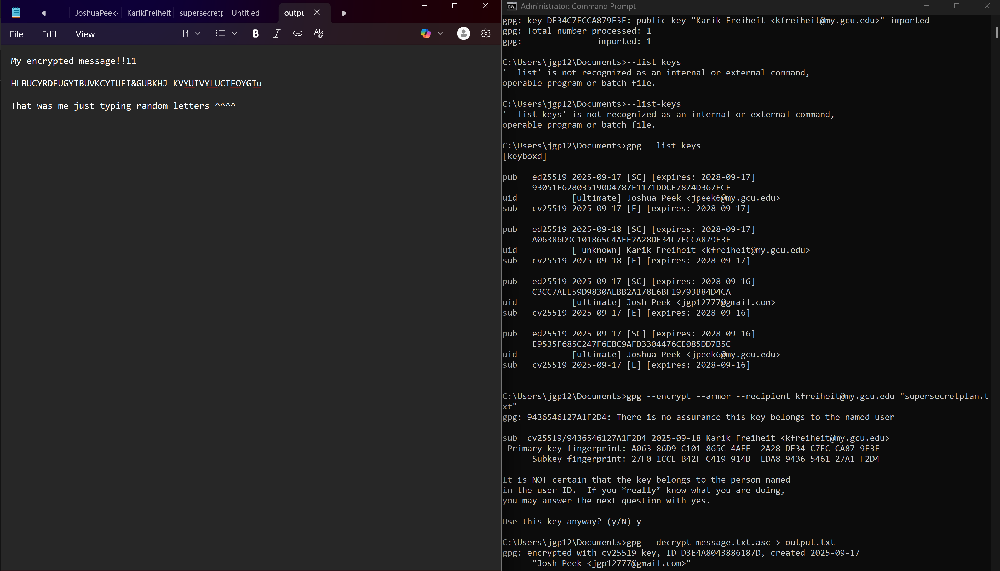 JoshuaPeek- KarikFreiheit supersecretp Untitled outpu
File Edit View H1 B I
My encrypted message!!11
HLBUCYRDFUGYIBUVKCYTUFI&GUBKHJ KVYUIVYLUCTFOYGIu
That was me just typing random letters ^^^^
Administrator: Command Prompt
gpg: key DE34C7ECCA879E3E: public key "Karik Freiheit <kfreiheit@my.gcu.edu>" imported
gpg: Total number processed: 1
gpg:               imported: 1
C:\Users\jgp12\Documents>--list keys
'--list' is not recognized as an internal or external command,
operable program or batch file.
C:\Users\jgp12\Documents>--list-keys
'--list-keys' is not recognized as an internal or external command,
operable program or batch file.
C:\Users\jgp12\Documents>gpg --list-keys
[keyboxd]
---------
pub   ed25519 2025-09-17 [SC] [expires: 2028-09-17]
      93051E628035190D4787E1171DDCE7874D367FCF
uid           [ultimate] Joshua Peek <jpeek6@my.gcu.edu>
sub   cv25519 2025-09-17 [E] [expires: 2028-09-17]
pub   ed25519 2025-09-18 [SC] [expires: 2028-09-17]
      A06386D9C101865C4AFE2A28DE34C7ECCA879E3E
uid           [ unknown] Karik Freiheit <kfreiheit@my.gcu.edu>
sub   cv25519 2025-09-18 [E] [expires: 2028-09-17]
pub   ed25519 2025-09-17 [SC] [expires: 2028-09-16]
      C3CC7AEE59D9830AEBB2A178E6BF19793B84D4CA
uid           [ultimate] Josh Peek <jgp12777@gmail.com>
sub   cv25519 2025-09-17 [E] [expires: 2028-09-16]
pub   ed25519 2025-09-17 [SC] [expires: 2028-09-16]
      E9535F685C247F6EBC9AFD3304476CE085DD7B5C
uid           [ultimate] Joshua Peek <jpeek6@my.gcu.edu>
sub   cv25519 2025-09-17 [E] [expires: 2028-09-16]
C:\Users\jgp12\Documents>gpg --encrypt --armor --recipient kfreiheit@my.gcu.edu "supersecretplan.t
xt"
gpg: 9436546127A1F2D4: There is no assurance this key belongs to the named user
sub  cv25519/9436546127A1F2D4 2025-09-18 Karik Freiheit <kfreiheit@my.gcu.edu>
 Primary key fingerprint: A063 86D9 C101 865C 4AFE  2A28 DE34 C7EC CA87 9E3E
      Subkey fingerprint: 27F0 1CCE B42F C419 914B  EDA8 9436 5461 27A1 F2D4
It is NOT certain that the key belongs to the person named
in the user ID.  If you *really* know what you are doing,
you may answer the next question with yes.
Use this key anyway? (y/N) y
C:\Users\jgp12\Documents>gpg --decrypt message.txt.asc > output.txt
gpg: encrypted with cv25519 key, ID D3E4A8043886187D, created 2025-09-17
      "Josh Peek <jgp12777@gmail.com>"